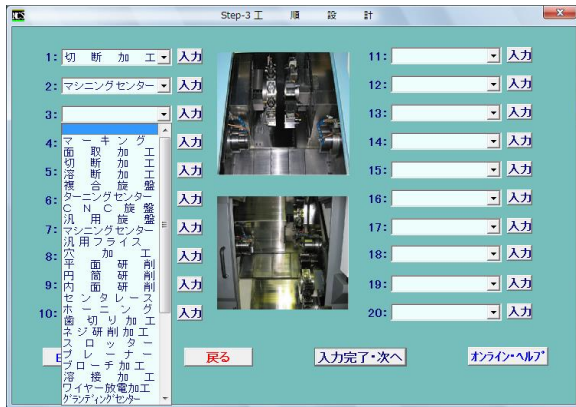 Step-3 工 順 設 計
1: 切 断 加 工 入力
2: マシニングセンター 入力
3: 入力
4: 入力
5: 入力
6: 入力
7: 入力
8: 入力
9: 入力
10: 入力
マ ー キ ン グ
面 取 加 工
切 断 加 工
溶 断 加 工
複 合 旋 盤
ターニングセンター
C N C 旋 盤
汎 用 旋 盤
マシニングセンター
汎用フライス
穴 加 工
平 面 研 削
円 筒 研 削
内 面 研 削
センタレース
ホーニング
歯 切 り 加 工
ネジ研削加工
ス ロ ッ タ ー
プ レ ー ナ ー
ブローチ加工
溶 接 加 工
ワイヤー放電加工
グランディングセンター
11: 入力
12: 入力
13: 入力
14: 入力
15: 入力
16: 入力
17: 入力
18: 入力
19: 入力
20: 入力
戻る
入力完了・次へ
オンライン・ヘルプ